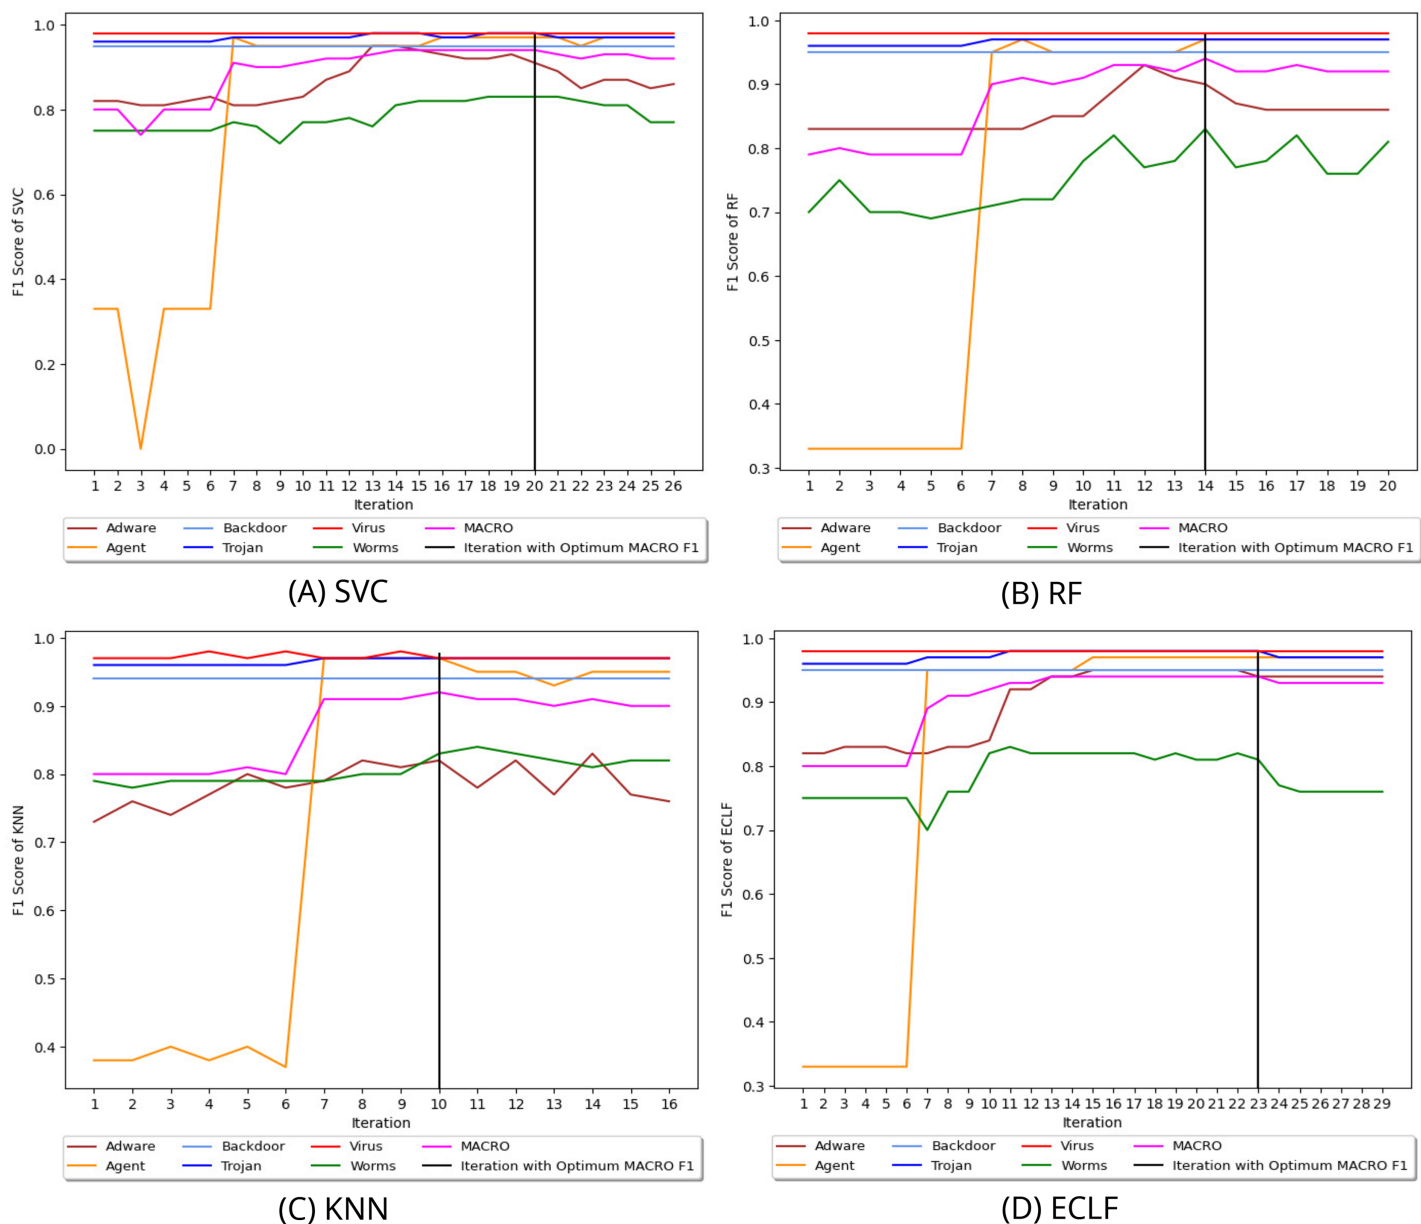 1.0
0.8
0.6
0.4
0.2
0.0
F1 Score of SVC
1 2 3 4 5 6 7 8 9 10 11 12 13 14 15 16 17 18 19 20 21 22 23 24 25 26
Iteration
Adware Backdoor Virus MACRO
Agent Trojan Worms Iteration with Optimum MACRO F1
(A) SVC
1.0
0.9
0.8
0.7
0.6
0.5
0.4
0.3
F1 Score of RF
1 2 3 4 5 6 7 8 9 10 11 12 13 14 15 16 17 18 19 20
Iteration
Adware Backdoor Virus MACRO
Agent Trojan Worms Iteration with Optimum MACRO F1
(B) RF
1.0
0.9
0.8
0.7
0.6
0.5
0.4
F1 Score of KNN
1 2 3 4 5 6 7 8 9 10 11 12 13 14 15 16
Iteration
Adware Backdoor Virus MACRO
Agent Trojan Worms Iteration with Optimum MACRO F1
(C) KNN
1.0
0.9
0.8
0.7
0.6
0.5
0.4
0.3
F1 Score of ECLF
1 2 3 4 5 6 7 8 9 10 11 12 13 14 15 16 17 18 19 20 21 22 23 24 25 26 27 28 29
Iteration
Adware Backdoor Virus MACRO
Agent Trojan Worms Iteration with Optimum MACRO F1
(D) ECLF